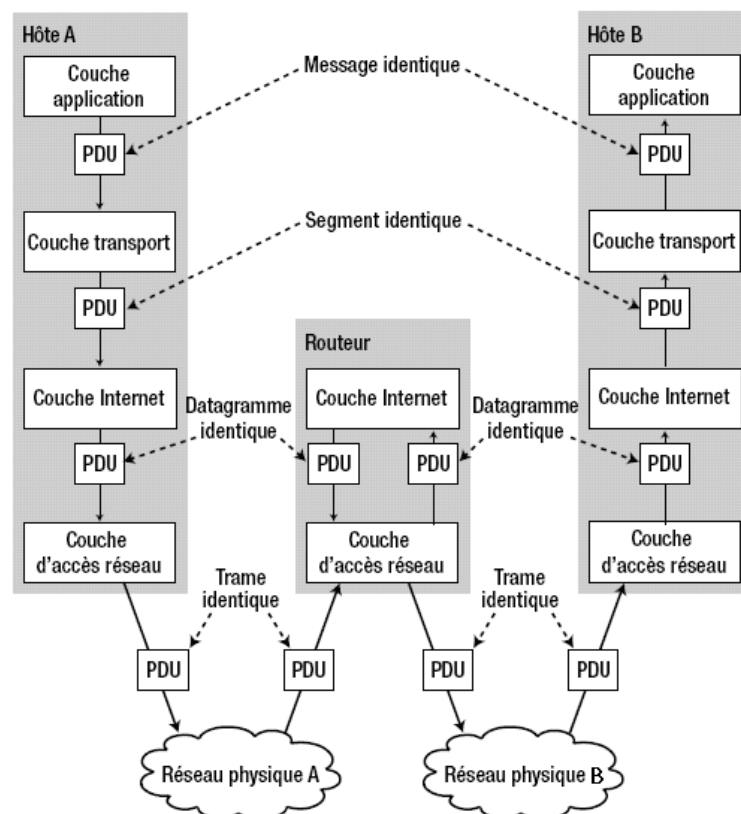 Hôte A
Hôte B
Couche
application
Message identique
Couche
application
PDU
PDU
Couche transport
Segment identique
Couche transport
PDU
PDU
Routeur
Couche Internet
Datagramme
identique
Couche Internet
Datagramme
identique
Couche Internet
PDU
PDU
PDU
PDU
Couche
d'accès réseau
Couche
d'accès réseau
Couche
d'accès réseau
Trame
identique
Trame
identique
PDU
PDU
PDU
PDU
Réseau physique A
Réseau physique B